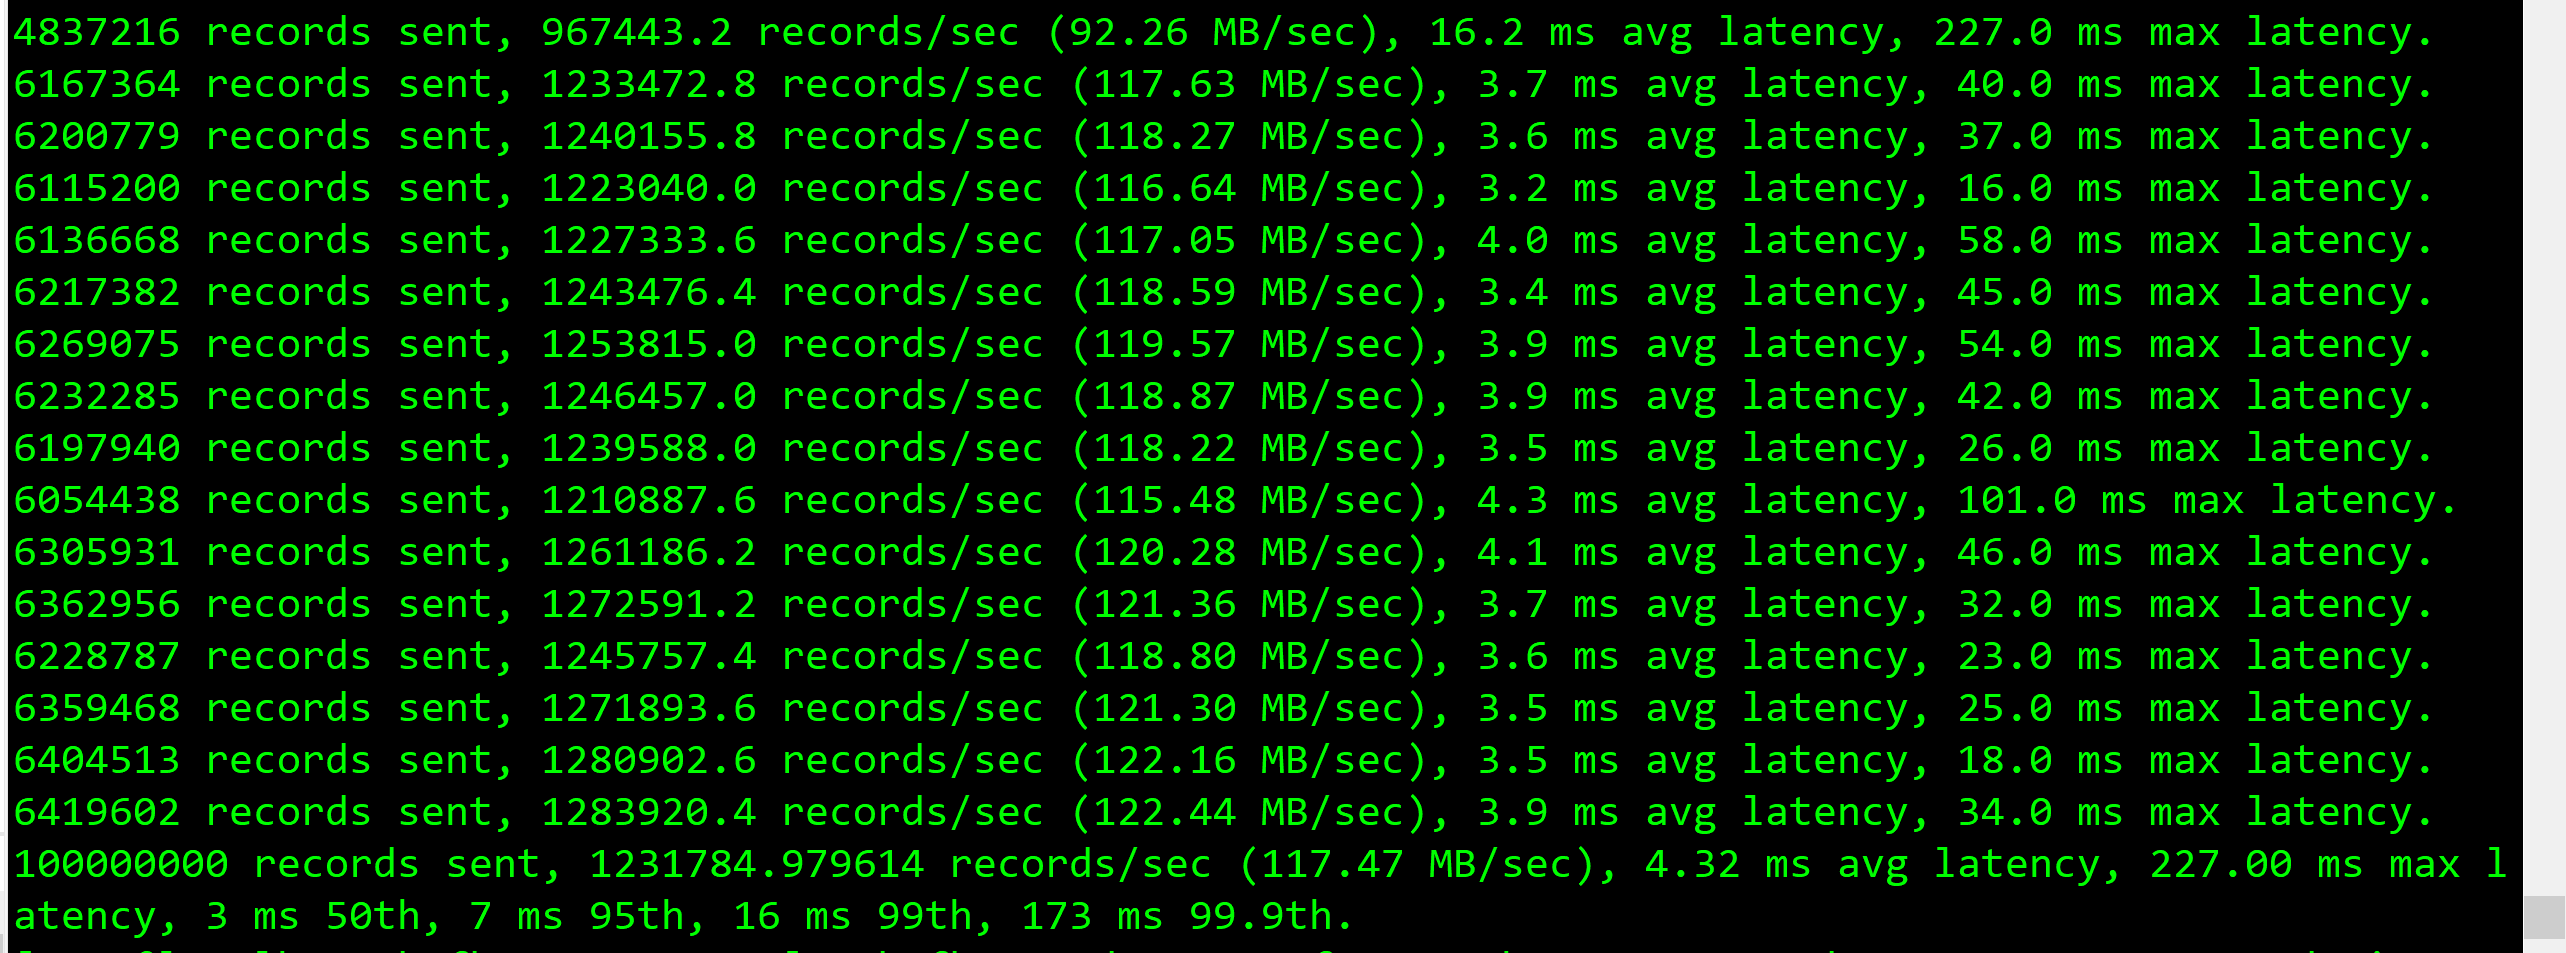 4837216 records sent, 967443.2 records/sec (92.26 MB/sec), 16.2 ms avg latency, 227.0 ms max latency.
6167364 records sent, 1233472.8 records/sec (117.63 MB/sec), 3.7 ms avg latency, 40.0 ms max latency.
6200779 records sent, 1240155.8 records/sec (118.27 MB/sec), 3.6 ms avg latency, 37.0 ms max latency.
6115200 records sent, 1223040.0 records/sec (116.64 MB/sec), 3.2 ms avg latency, 16.0 ms max latency.
6136668 records sent, 1227333.6 records/sec (117.05 MB/sec), 4.0 ms avg latency, 58.0 ms max latency.
6217382 records sent, 1243476.4 records/sec (118.59 MB/sec), 3.4 ms avg latency, 45.0 ms max latency.
6269075 records sent, 1253815.0 records/sec (119.57 MB/sec), 3.9 ms avg latency, 54.0 ms max latency.
6232285 records sent, 1246457.0 records/sec (118.87 MB/sec), 3.9 ms avg latency, 42.0 ms max latency.
6197940 records sent, 1239588.0 records/sec (118.22 MB/sec), 3.5 ms avg latency, 26.0 ms max latency.
6054438 records sent, 1210887.6 records/sec (115.48 MB/sec), 4.3 ms avg latency, 101.0 ms max latency.
6305931 records sent, 1261186.2 records/sec (120.28 MB/sec), 4.1 ms avg latency, 46.0 ms max latency.
6362956 records sent, 1272591.2 records/sec (121.36 MB/sec), 3.7 ms avg latency, 32.0 ms max latency.
6228787 records sent, 1245757.4 records/sec (118.80 MB/sec), 3.6 ms avg latency, 23.0 ms max latency.
6359468 records sent, 1271893.6 records/sec (121.30 MB/sec), 3.5 ms avg latency, 25.0 ms max latency.
6404513 records sent, 1280902.6 records/sec (122.16 MB/sec), 3.5 ms avg latency, 18.0 ms max latency.
6419602 records sent, 1283920.4 records/sec (122.44 MB/sec), 3.9 ms avg latency, 34.0 ms max latency.
100000000 records sent, 1231784.979614 records/sec (117.47 MB/sec), 4.32 ms avg latency, 227.00 ms max l
atency, 3 ms 50th, 7 ms 95th, 16 ms 99th, 173 ms 99.9th.